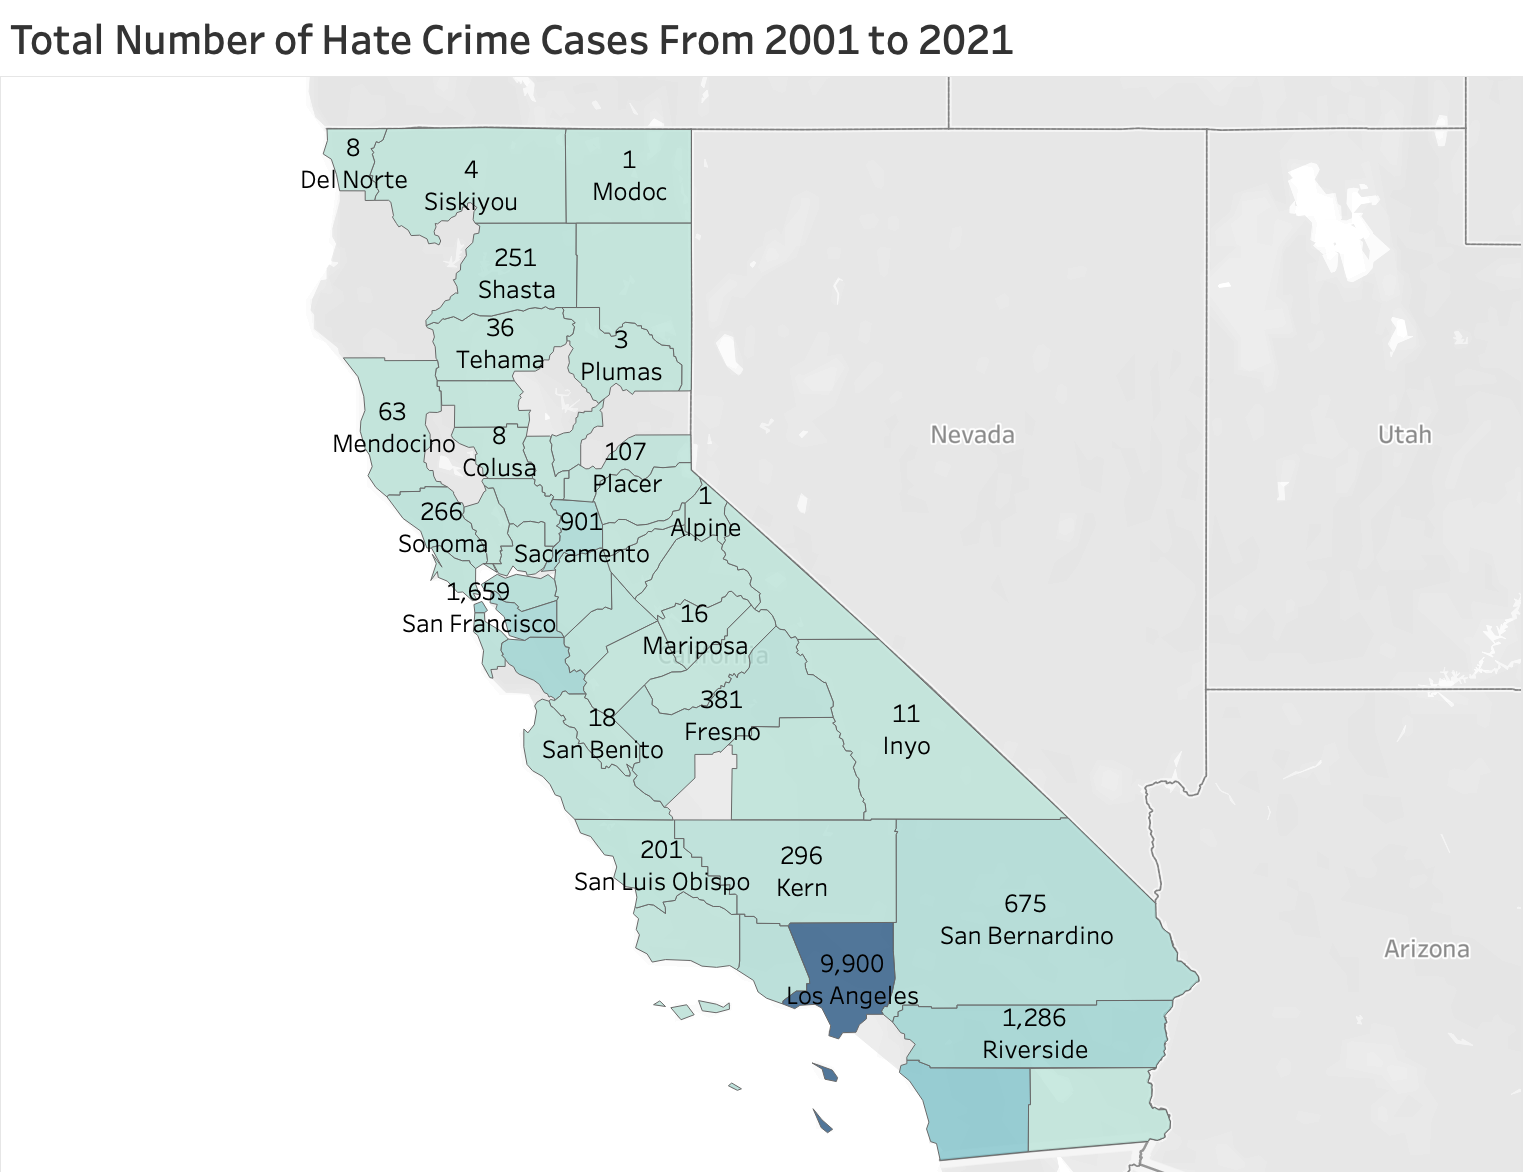 Total Number of Hate Crime Cases From 2001 to 2021
8
Del Norte
4
Siskiyou
1
Modoc
251
Shasta
36
Tehama
3
Plumas
63
Mendocino
8
Colusa
107
Placer
Nevada
Utah
266
Sonoma
901
Sacramento
1
Alpine
1,659
San Francisco
16
Mariposa
California
381
Fresno
18
San Benito
11
Inyo
201
San Luis Obispo
296
Kern
675
San Bernardino
Arizona
9,900
Los Angeles
1,286
Riverside